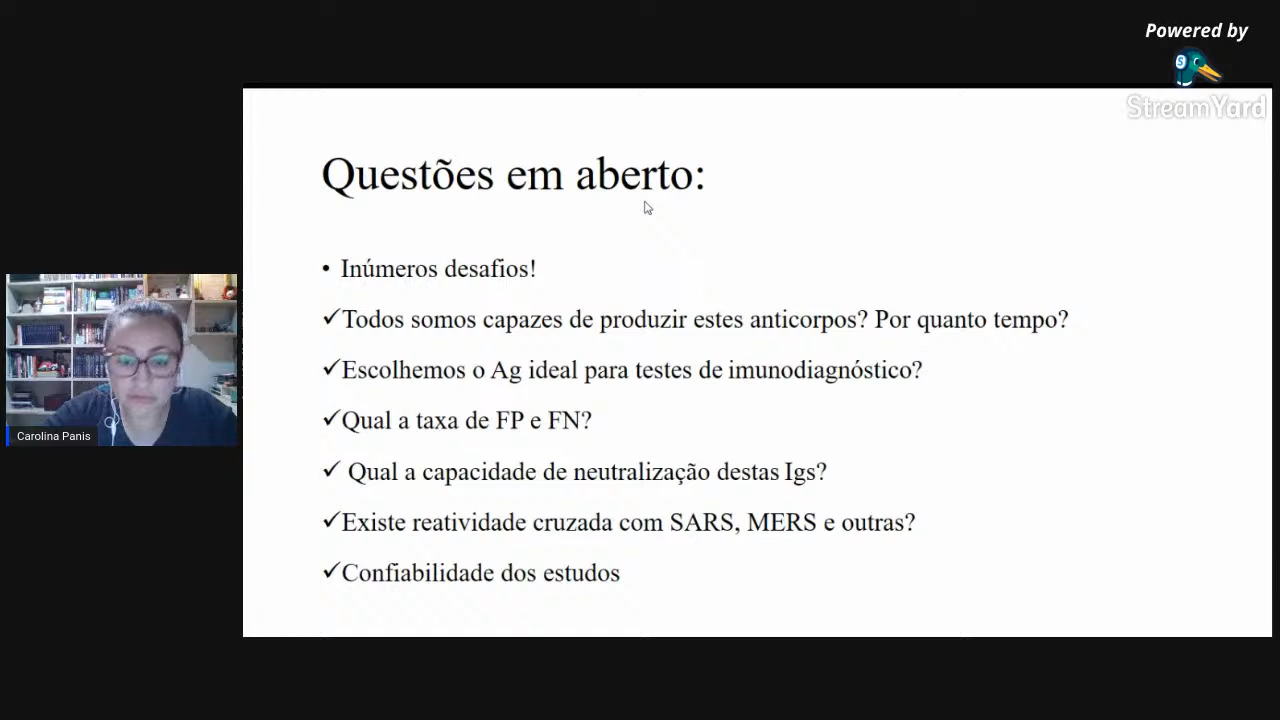 Powered by
StreamYard
Questões em aberto:
• Inúmeros desafios!
✓Todos somos capazes de produzir estes anticorpos? Por quanto tempo?
✓Escolhemos o Ag ideal para testes de imunodiagnóstico?
✓Qual a taxa de FP e FN?
✓ Qual a capacidade de neutralização destas Igs?
✓Existe reatividade cruzada com SARS, MERS e outras?
✓Confiabilidade dos estudos
Carolina Panis